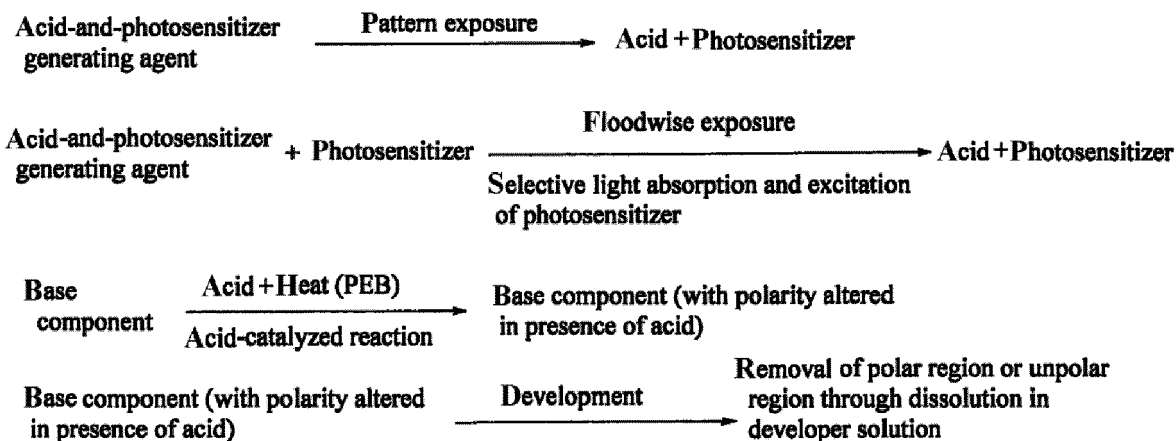 Acid-and-photosensitizer
generating agent
Pattern exposure
Acid+Photosensitizer
Acid-and-photosensitizer
generating agent
+ Photosensitizer
Floodwise exposure
Selective light absorption and excitation
of photosensitizer
Acid+Photosensitizer
Base
component
Acid+Heat (PEB)
Acid-catalyzed reaction
Base component (with polarity altered
in presence of acid)
Base component (with polarity altered
in presence of acid)
Development
Removal of polar region or unpolar
region through dissolution in
developer solution